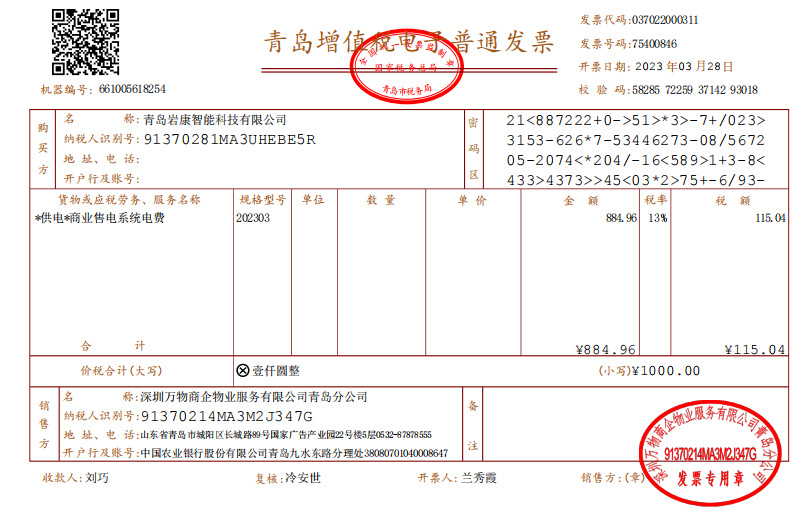 青岛增值税电子普通发票
全国统一发票监制章
国家税务总局
青岛市税务局
机器编号: 661005618254
发票代码:037022000311
发票号码:75400846
开票日期: 2023 年03 月28日
校 验 码:58285 72259 37142 93018
购买方
名 称:青岛岩康智能科技有限公司
纳税人识别号:91370281MA3UHEBE5R
地 址、电 话:
开户行及账号:
密码区
21<887222+0->51>*3>-7+/023>
3153-626*7-53446273-08/5672
05-2074<*204/-16<589>1+3-8<
433>4373>>45<03*2>75+-6/93-
货物或应税劳务、服务名称 规格型号 单位 数 量 单 价 金 额 税率 税 额
*供电*商业售电系统电费 202303 884.96 13% 115.04
合 计 ¥884.96 ¥115.04
价税合计(大写) ⊗壹仟圆整 (小写)¥1000.00
销售方
名 称:深圳万物商企物业服务有限公司青岛分公司
纳税人识别号:91370214MA3M2J347G
地 址、电 话:山东省青岛市城阳区长城路89号国家广告产业园22号楼5层0532-87878555
开户行及账号:中国农业银行股份有限公司青岛九水东路分理处38080701040008647
备注
收款人: 刘巧 复核: 冷安世 开票人: 兰秀霞 销售方: (章)
深圳万物商企物业服务有限公司青岛分公司
91370214MA3M2J347G
发票专用章